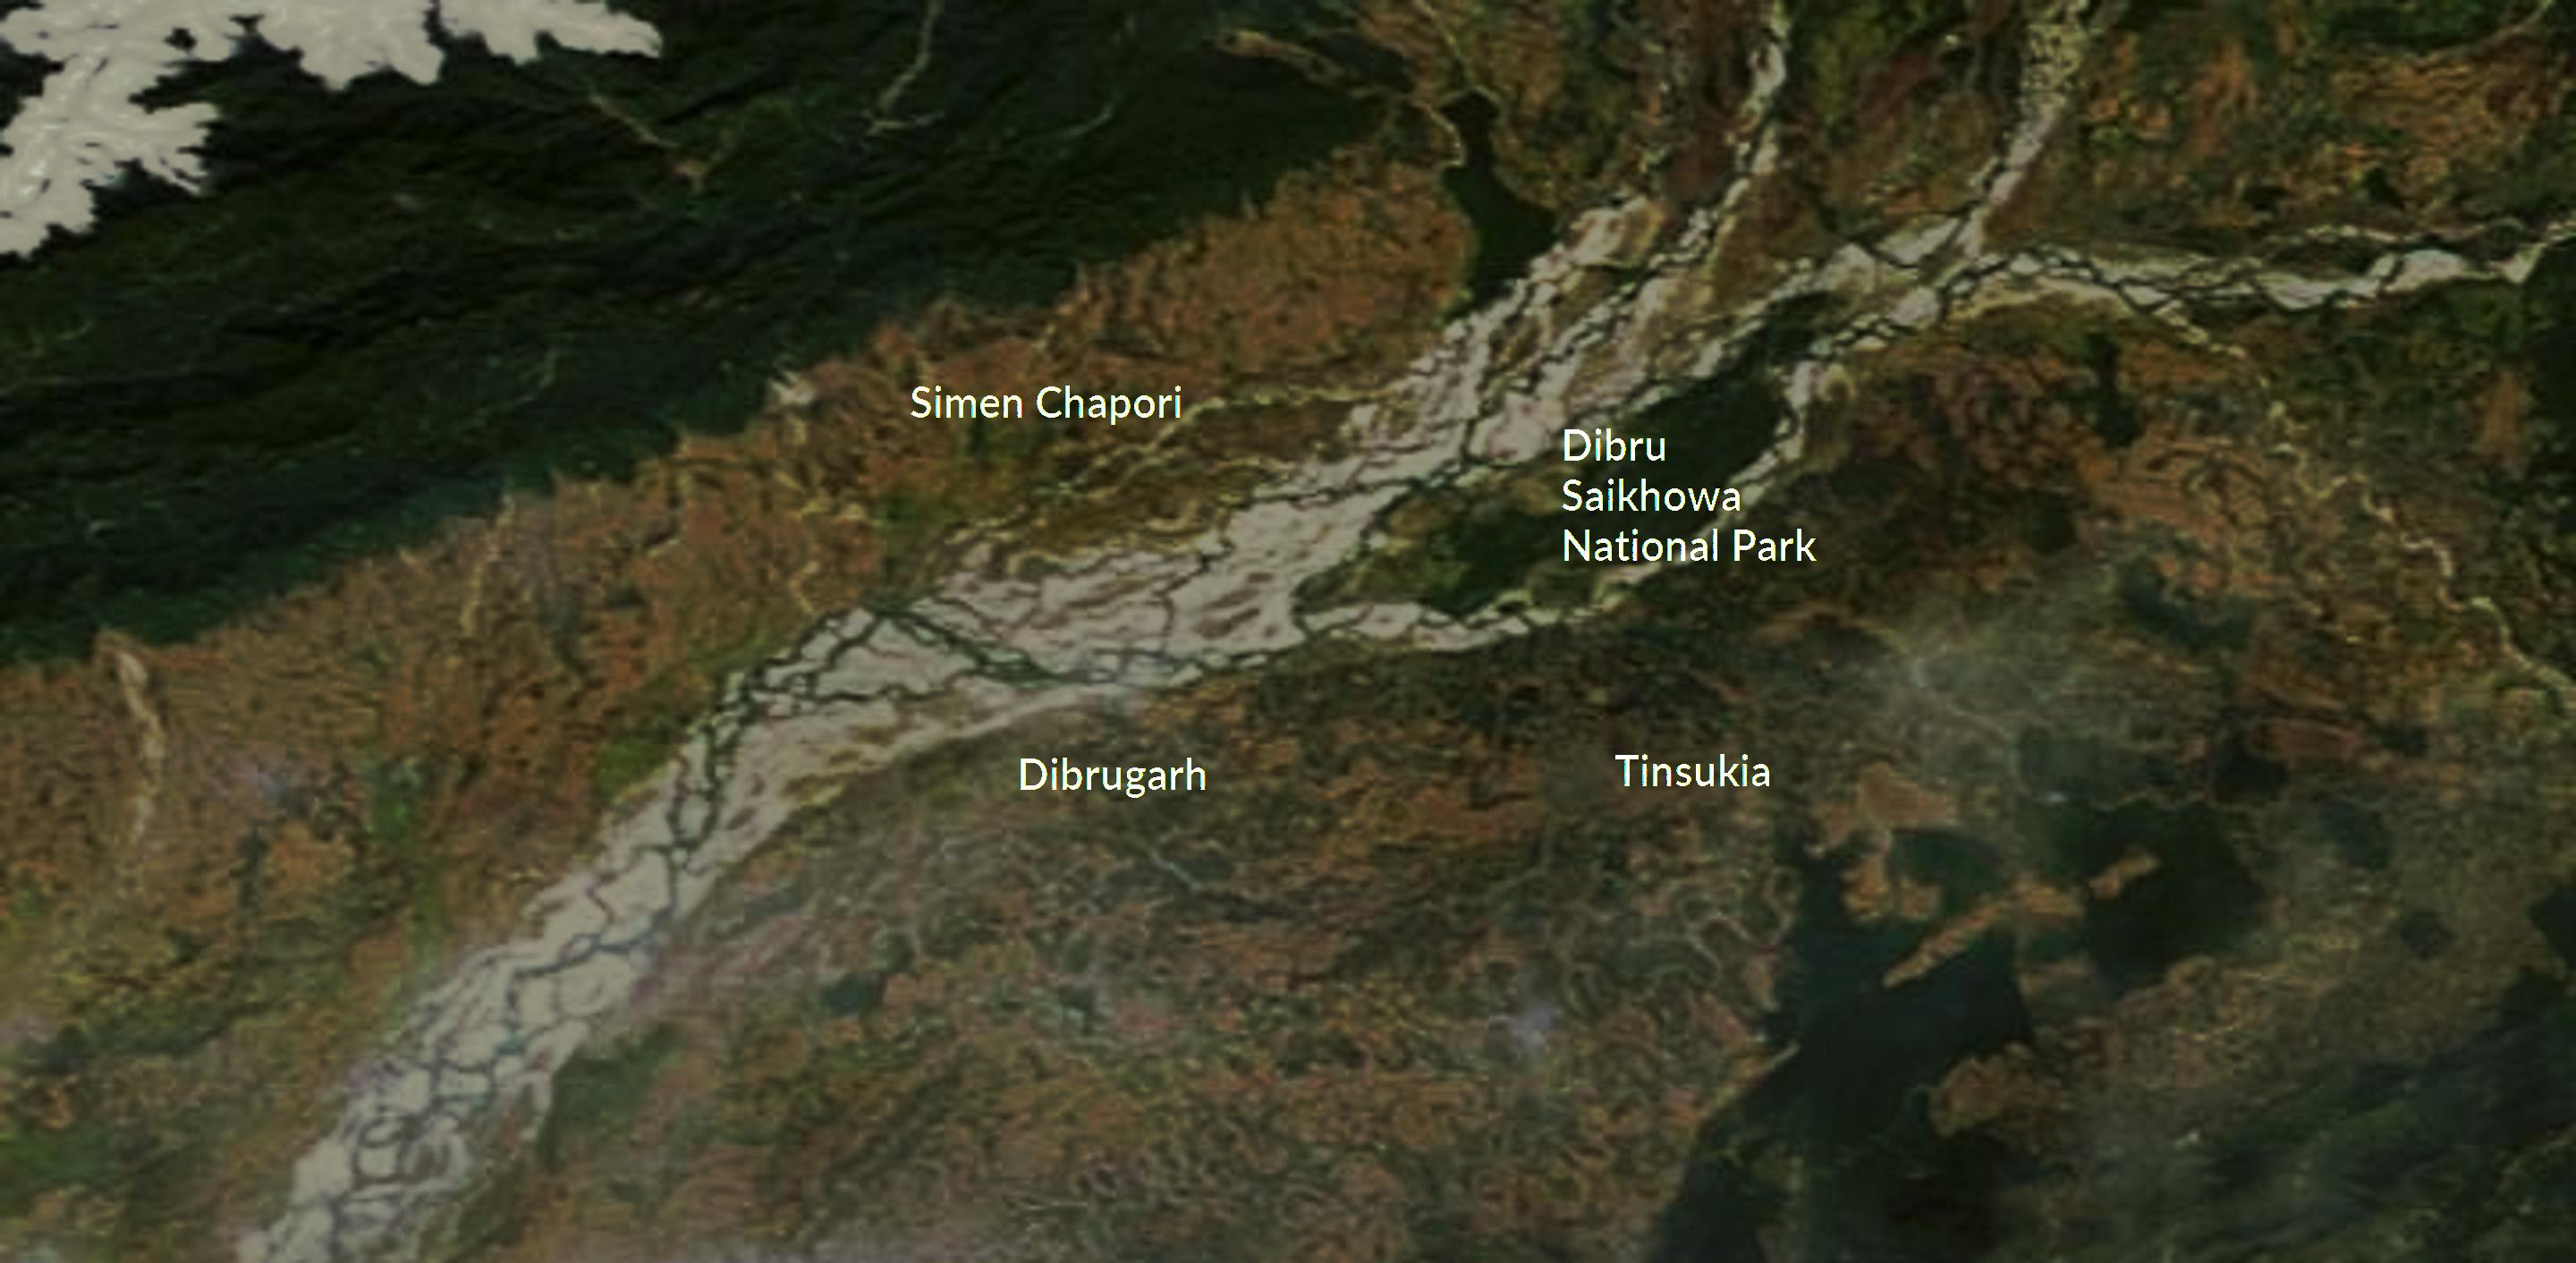 Simen Chapori
Dibru
Saikhowa
National Park
Dibrugarh
Tinsukia